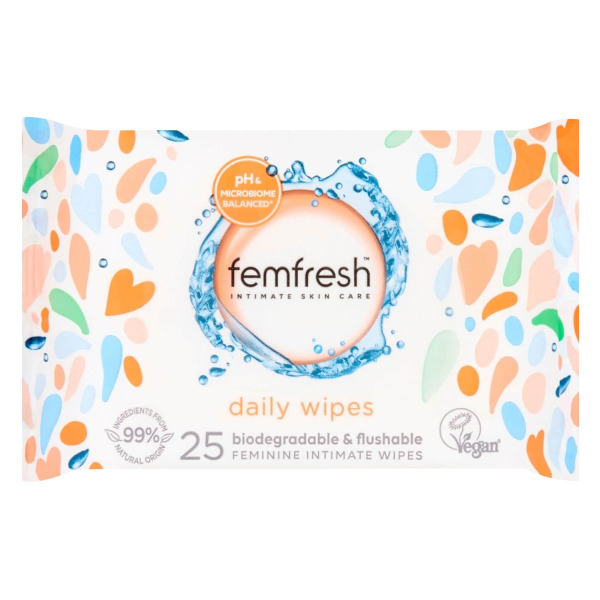 pH &
MICROBIOME
BALANCED*
femfresh™
INTIMATE SKIN CARE
daily wipes
INGREDIENTS FROM
99%
NATURAL ORIGIN
25 biodegradable & flushable
FEMININE INTIMATE WIPES
Vegan